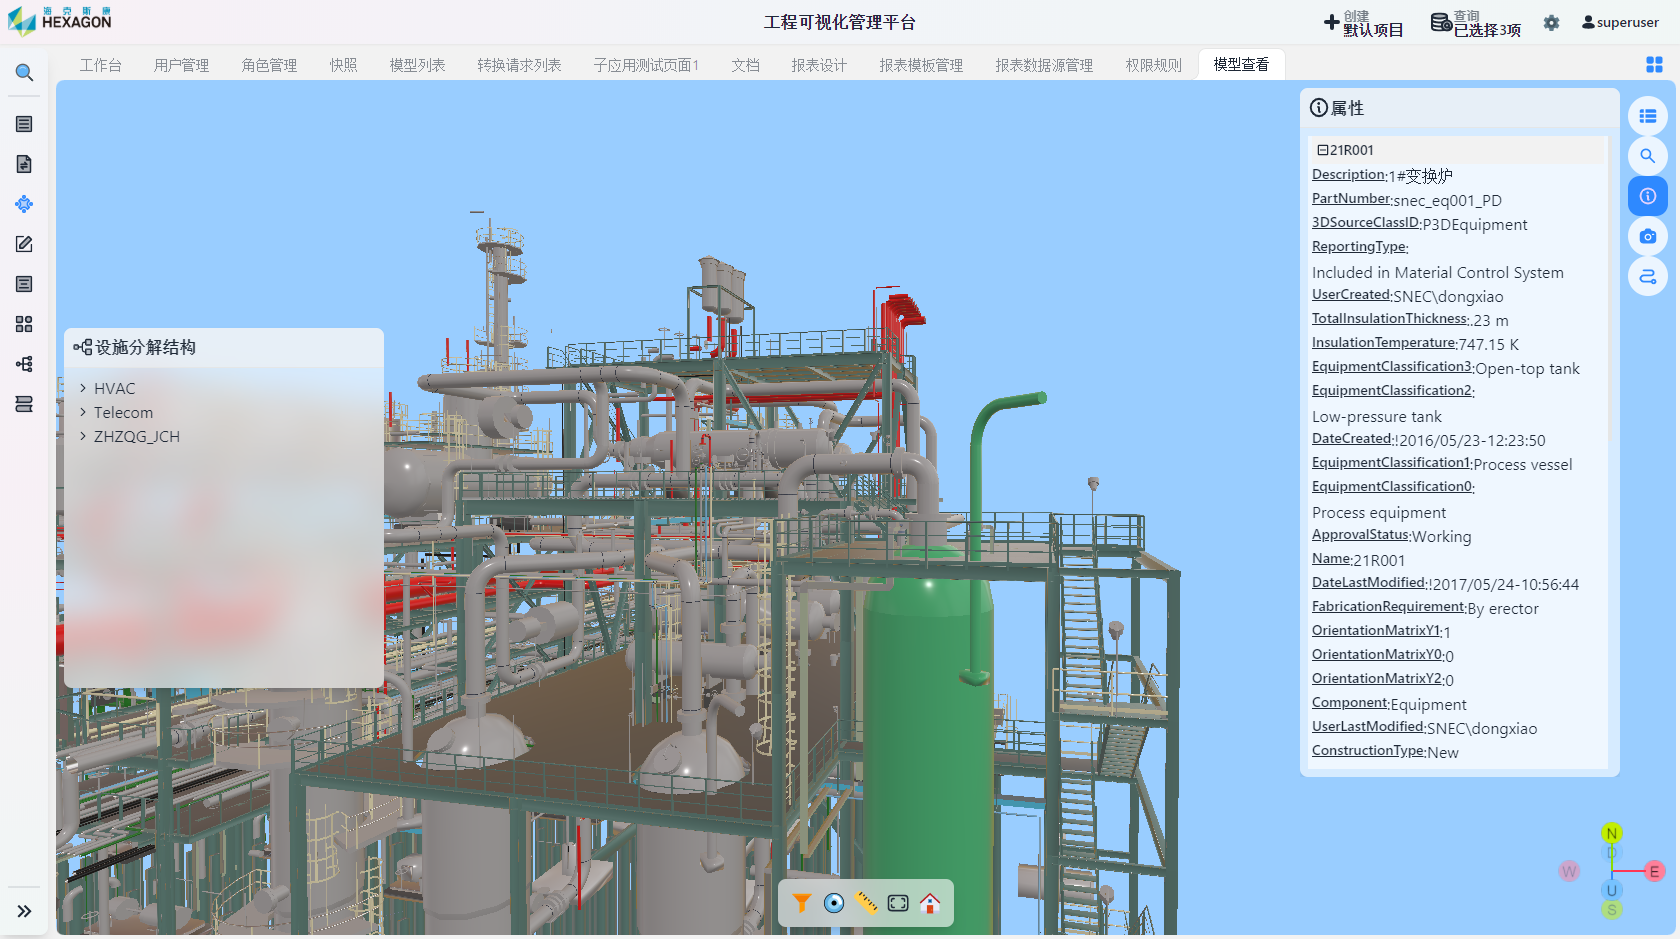 海克斯康
HEXAGON
工程可视化管理平台
创建
默认项目
查询
已选择3项
superuser
工作台
用户管理
角色管理
快照
模型列表
转换请求列表
子应用测试页面1
文档
报表设计
报表模板管理
报表数据源管理
权限规则
模型查看
设施分解结构
HVAC
Telecom
ZHZQG_JCH
属性
21R001
Description:1#变换炉
PartNumber:snec_eq001_PD
3DSourceClassID:P3DEquipment
ReportingType:
Included in Material Control System
UserCreated:SNEC\dongxiao
TotalInsulationThickness:.23 m
InsulationTemperature:747.15 K
EquipmentClassification3:Open-top tank
EquipmentClassification2:
Low-pressure tank
DateCreated:!2016/05/23-12:23:50
EquipmentClassification1:Process vessel
EquipmentClassification0:
Process equipment
ApprovalStatus:Working
Name:21R001
DateLastModified:!2017/05/24-10:56:44
FabricationRequirement:By erector
OrientationMatrixY1:1
OrientationMatrixY0:0
OrientationMatrixY2:0
Component:Equipment
UserLastModified:SNEC\dongxiao
ConstructionType:New
N
D
W
E
U
S